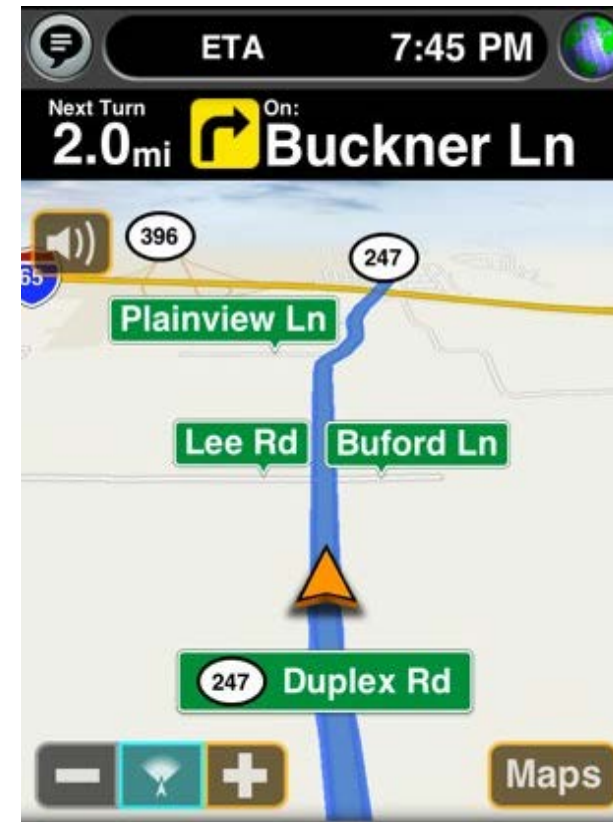 ETA 7:45 PM
Next Turn On:
2.0mi Buckner Ln
396
247
65
Plainview Ln
Lee Rd Buford Ln
247 Duplex Rd
Maps